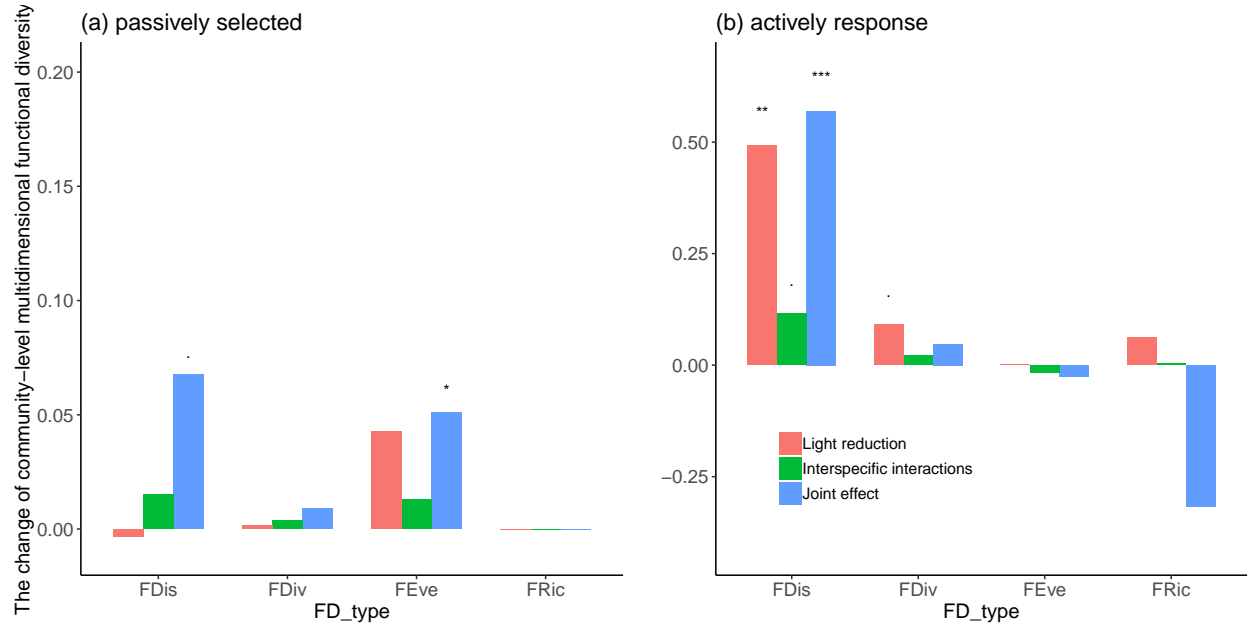 (a) passively selected
The change of community−level multidimensional functional diversity
0.20
0.15
0.10
0.05
0.00
.
*
FDis
FDiv
FEve
FRic
FD_type
(b) actively response
0.50
0.25
0.00
−0.25
**
***
.
.
Light reduction
Interspecific interactions
Joint effect
FDis
FDiv
FEve
FRic
FD_type